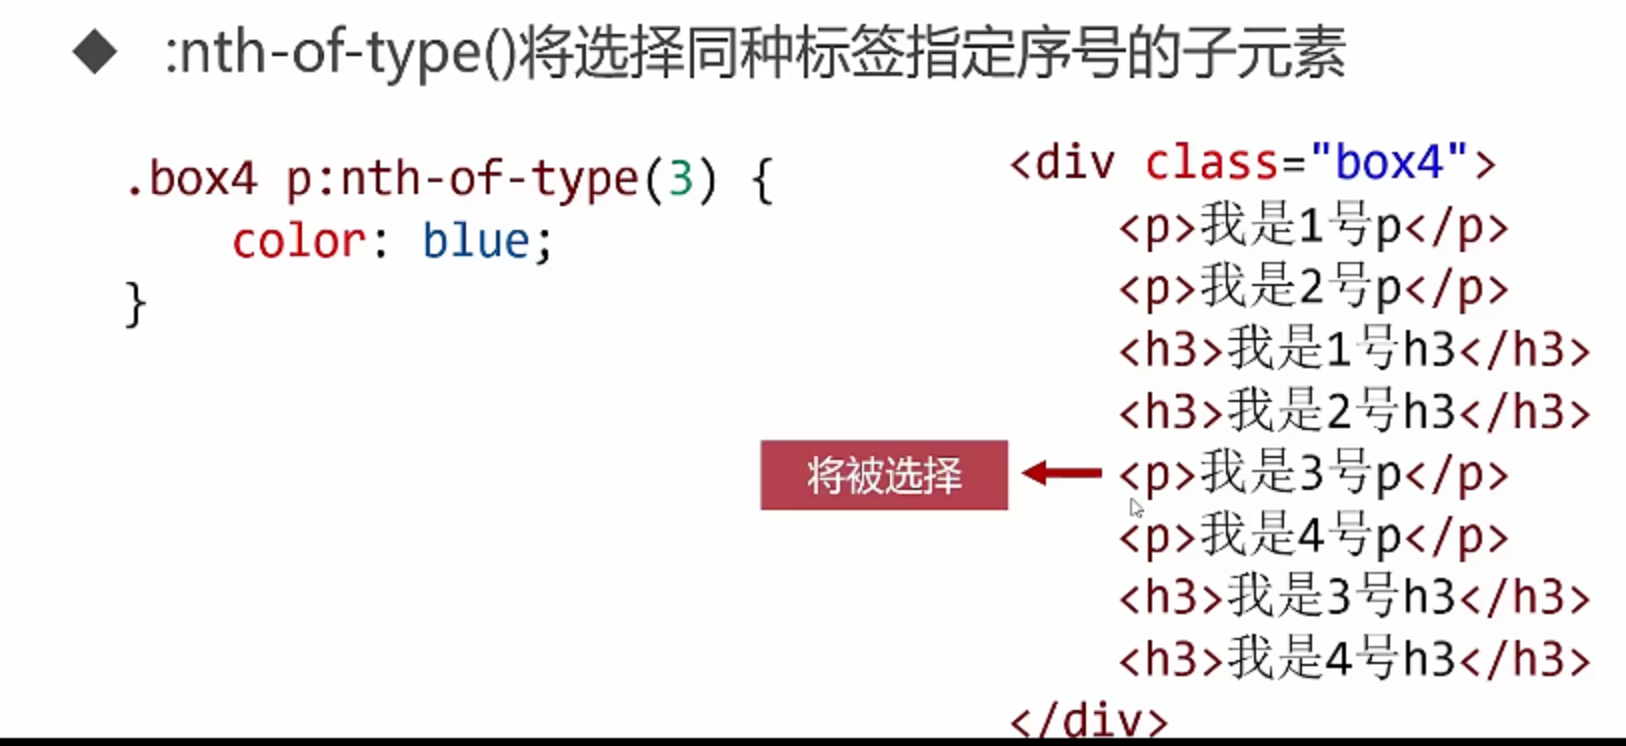 :nth-of-type()将选择同种标签指定序号的子元素
.box4 p:nth-of-type(3) {
color: blue;
}
<div class="box4">
<p>我是1号p</p>
<p>我是2号p</p>
<h3>我是1号h3</h3>
<h3>我是2号h3</h3>
将被选择
<p>我是3号p</p>
<p>我是4号p</p>
<h3>我是3号h3</h3>
<h3>我是4号h3</h3>
</div>